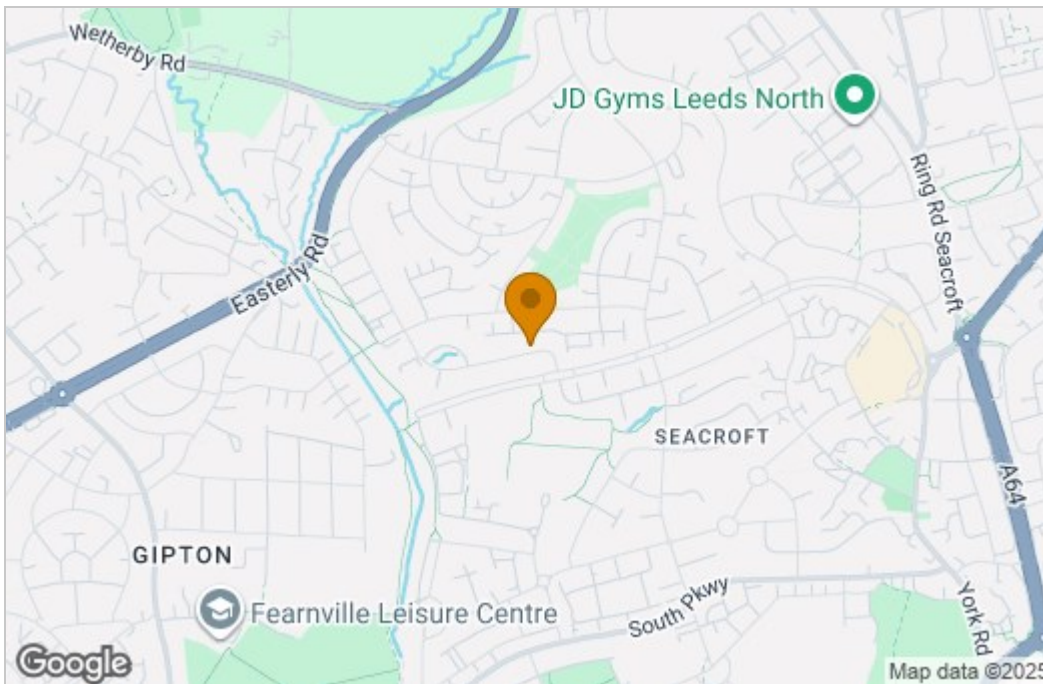 Wetherby Rd
JD Gyms Leeds North
Ring Rd Seacroft
Easterly Rd
SEACROFT
A64
GIPTON
Fearnville Leisure Centre
South Pkwy
York Rd
Google
Map data ©2025